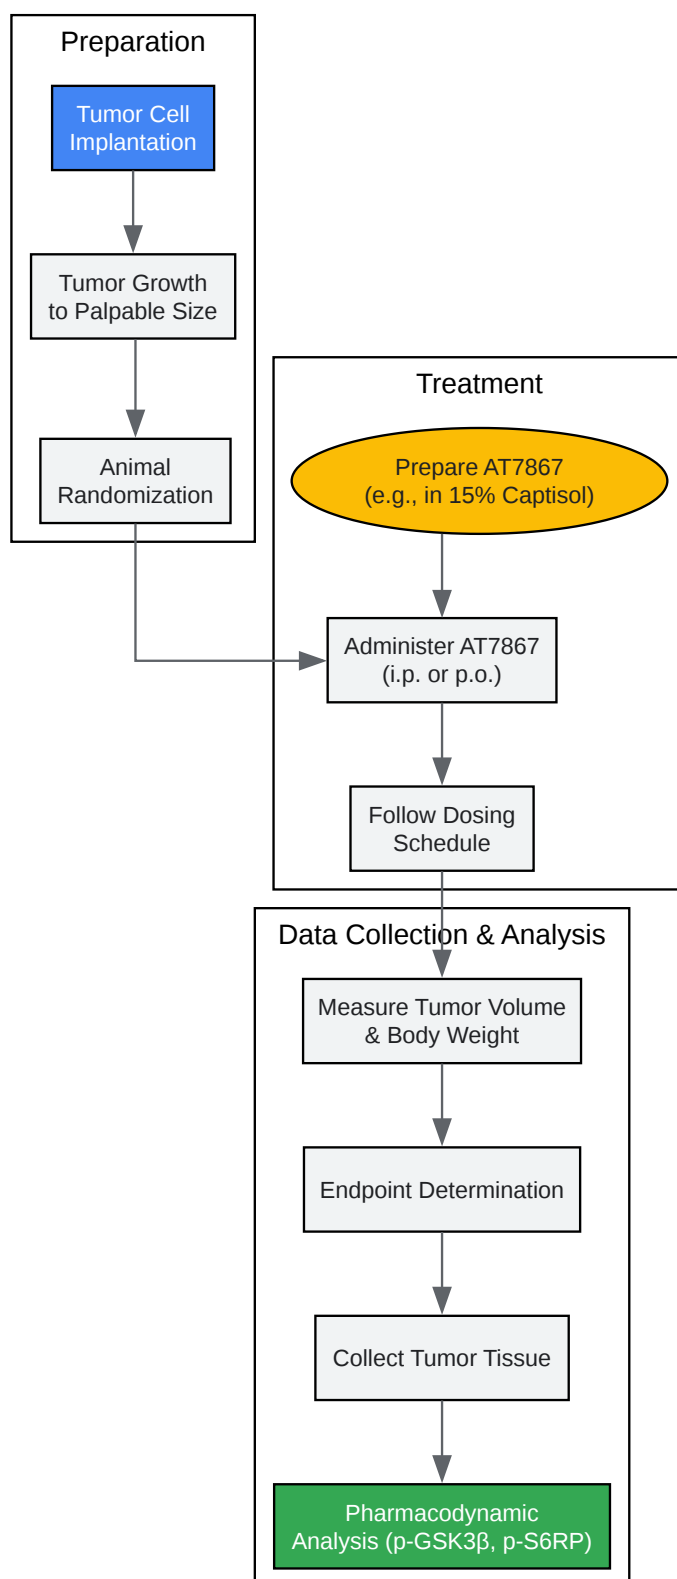 Preparation
Tumor Cell
Implantation
Tumor Growth
to Palpable Size
Animal
Randomization
Treatment
Prepare AT7867
(e.g., in 15% Captisol)
Administer AT7867
(i.p. or p.o.)
Follow Dosing
Schedule
Data Collection & Analysis
Measure Tumor Volume
& Body Weight
Endpoint Determination
Collect Tumor Tissue
Pharmacodynamic
Analysis (p-GSK3β, p-S6RP)